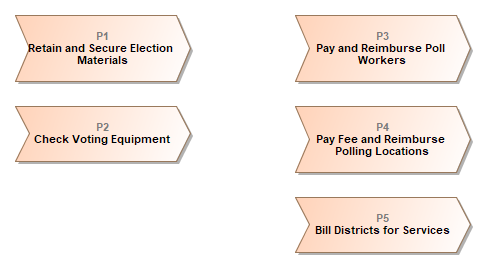 P1
Retain and Secure Election
Materials
P2
Check Voting Equipment
P3
Pay and Reimburse Poll
Workers
P4
Pay Fee and Reimburse
Polling Locations
P5
Bill Districts for Services